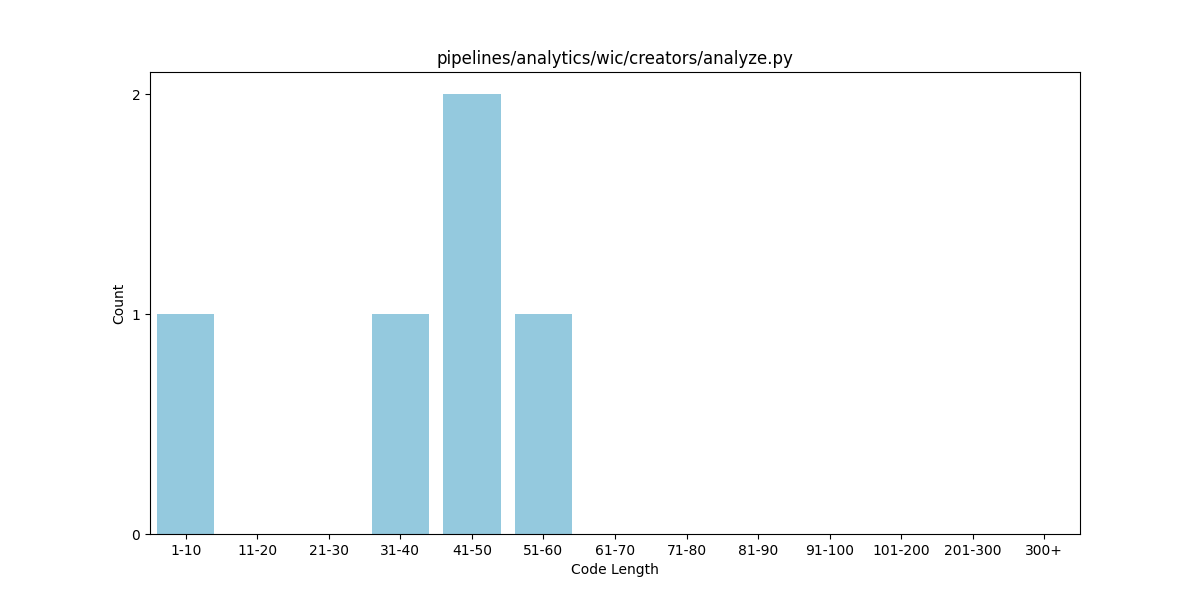 pipelines/analytics/wic/creators/analyze.py
Count
2
1
0
1-10 11-20 21-30 31-40 41-50 51-60 61-70 71-80 81-90 91-100 101-200 201-300 300+
Code Length